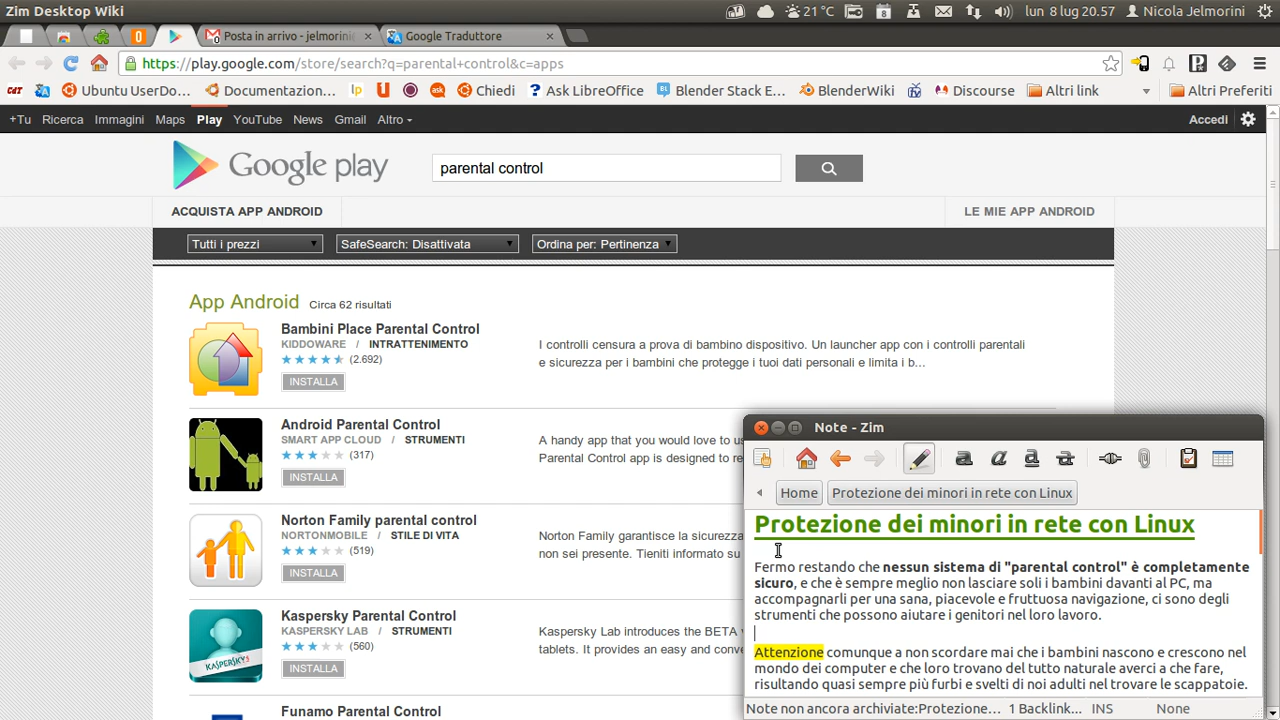 Zim Desktop Wiki
21 °C
8
lun 8 lug 20.57
Nicola Jelmorini
Posta in arrivo - jelmorini
Google Traduttore
https://play.google.com/store/search?q=parental+control&c=apps
CDT
Ubuntu UserDo...
Documentazion...
lp
U
ask
Chiedi
? Ask LibreOffice
BL
Blender Stack E...
BlenderWiki
Discourse
Altri link
Altri Preferiti
+Tu
Ricerca
Immagini
Maps
Play
YouTube
News
Gmail
Altro
Accedi
Google play
parental control
ACQUISTA APP ANDROID
LE MIE APP ANDROID
Tutti i prezzi
SafeSearch: Disattivata
Ordina per: Pertinenza
App Android Circa 62 risultati
Bambini Place Parental Control
KIDDOWARE / INTRATTENIMENTO
(2.692)
INSTALLA
I controlli censura a prova di bambino dispositivo. Un launcher app con i controlli parentali
e sicurezza per i bambini che protegge i tuoi dati personali e limita i b...
Android Parental Control
SMART APP CLOUD / STRUMENTI
(317)
INSTALLA
A handy app that you would love to us
Parental Control app is designed to re
Norton Family parental control
NORTONMOBILE / STILE DI VITA
(519)
INSTALLA
Norton Family garantisce la sicurezz
non sei presente. Tieniti informato su
Kaspersky Parental Control
KASPERSKY LAB / STRUMENTI
(560)
INSTALLA
KASPERSKY
Kaspersky Lab introduces the BETA
tablets. It provides an easy and conve
Funamo Parental Control
Note - Zim
Home
Protezione dei minori in rete con Linux
Protezione dei minori in rete con Linux
Fermo restando che nessun sistema di "parental control" è completamente
sicuro, e che è sempre meglio non lasciare soli i bambini davanti al PC, ma
accompagnarli per una sana, piacevole e fruttuosa navigazione, ci sono degli
strumenti che possono aiutare i genitori nel loro lavoro.
Attenzione comunque a non scordare mai che i bambini nascono e crescono nel
mondo dei computer e che loro trovano del tutto naturale averci a che fare,
risultando quasi sempre più furbi e svelti di noi adulti nel trovare le scappatoie.
Note non ancora archiviate:Protezione...
1 Backlink...
INS
None